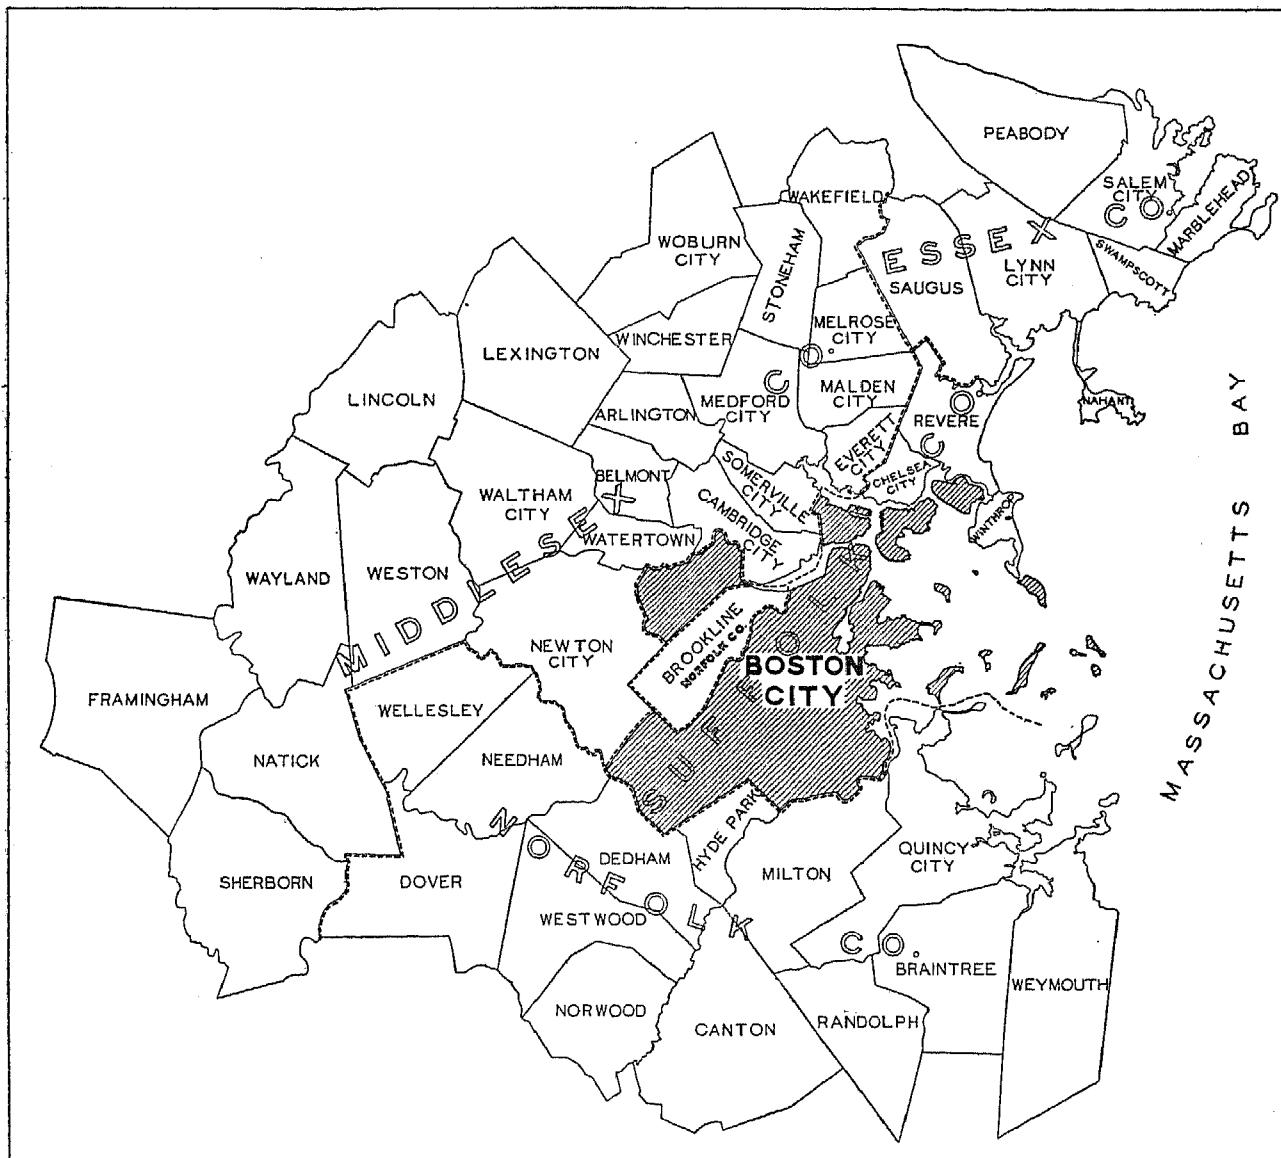 PEABODY
SALEM
CITY
MARBLEHEAD
WAKEFIELD
WOBURN
CITY
STONEHAM
ESSEX CO.
SAUGUS
LYNN
CITY
SWAMPSCOTT
MELROSE
CITY
WINCHESTER
LEXINGTON
LINCOLN
MEDFORD
CITY
MALDEN
CITY
ARLINGTON
REVERE
NAHANT
EVERETT
CITY
CHELSEA
CITY
BELMONT
SOMERVILLE
CITY
WALTHAM
CITY
CAMBRIDGE
CITY
WATERTOWN
WINTHROP
MASSACHUSETTS BAY
WAYLAND
WESTON
MIDDLESEX CO.
NEWTON
CITY
BROOKLINE
NORFOLK CO.
BOSTON
CITY
SUFFOLK CO.
FRAMINGHAM
WELLESLEY
NATICK
NEEDHAM
HYDE PARK
QUINCY
CITY
DEDHAM
MILTON
SHERBORN
DOVER
NORFOLK CO.
WESTWOOD
BRAINTREE
WEYMOUTH
NORWOOD
CANTON
RANDOLPH